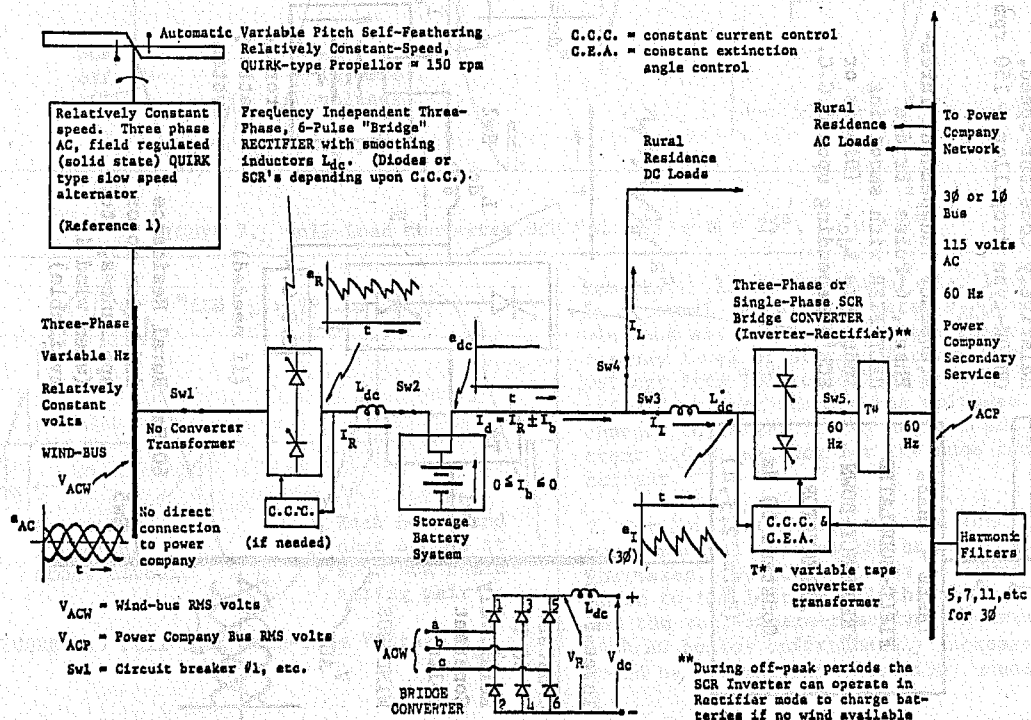 Automatic Variable Pitch Self-Feathering
Relatively Constant-Speed,
QUIRK-type Propellor ≈ 150 rpm
C.C.C. = constant current control
C.E.A. = constant extinction
angle control
Relatively Constant
speed. Three phase
AC, field regulated
(solid state) QUIRK
type slow speed
alternator
(Reference 1)
Frequency Independent Three-
Phase, 6-Pulse "Bridge"
RECTIFIER with smoothing
inductors Ldc. (Diodes or
SCR's depending upon C.C.C.)
Rural
Residence
DC Loads
Rural
Residence
AC Loads
To Power
Company
Network
3Ø or 1Ø
Bus
115 volts
AC
60 Hz
Power
Company
Secondary
Service
VACP
Three-Phase
Variable Hz
Relatively
Constant
volts
WIND-BUS
VACW
eAC
t
No direct
connection
to power
company
Sw1
No Converter
Transformer
C.C.C.
(if needed)
eR
t
Ldc
IR
Sw2
edc
t
Id = IR ± Ib
0 ≤ Ib ≤ 0
Storage
Battery
System
IL
Sw4
Sw3
L'dc
II
Three-Phase or
Single-Phase SCR
Bridge CONVERTER
(Inverter-Rectifier)**
Sw5
60
Hz
T*
60
Hz
t
eI
(3Ø)
C.C.C. &
C.E.A.
T* = variable taps
converter
transformer
Harmonic
Filters
5,7,11,etc
for 3Ø
VACW = Wind-bus RMS volts
VACP = Power Company Bus RMS volts
Sw1 = Circuit breaker #1, etc.
VACW
a
b
c
1 3 5
2 4 6
Ldc
+
VR
Vdc
-
BRIDGE
CONVERTER
**During off-peak periods the
SCR Inverter can operate in
Rectifier mode to charge bat-
teries if no wind available